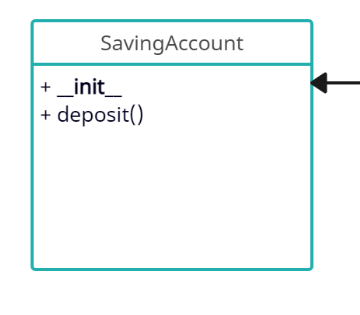 SavingAccount
+ __init__
+ deposit()